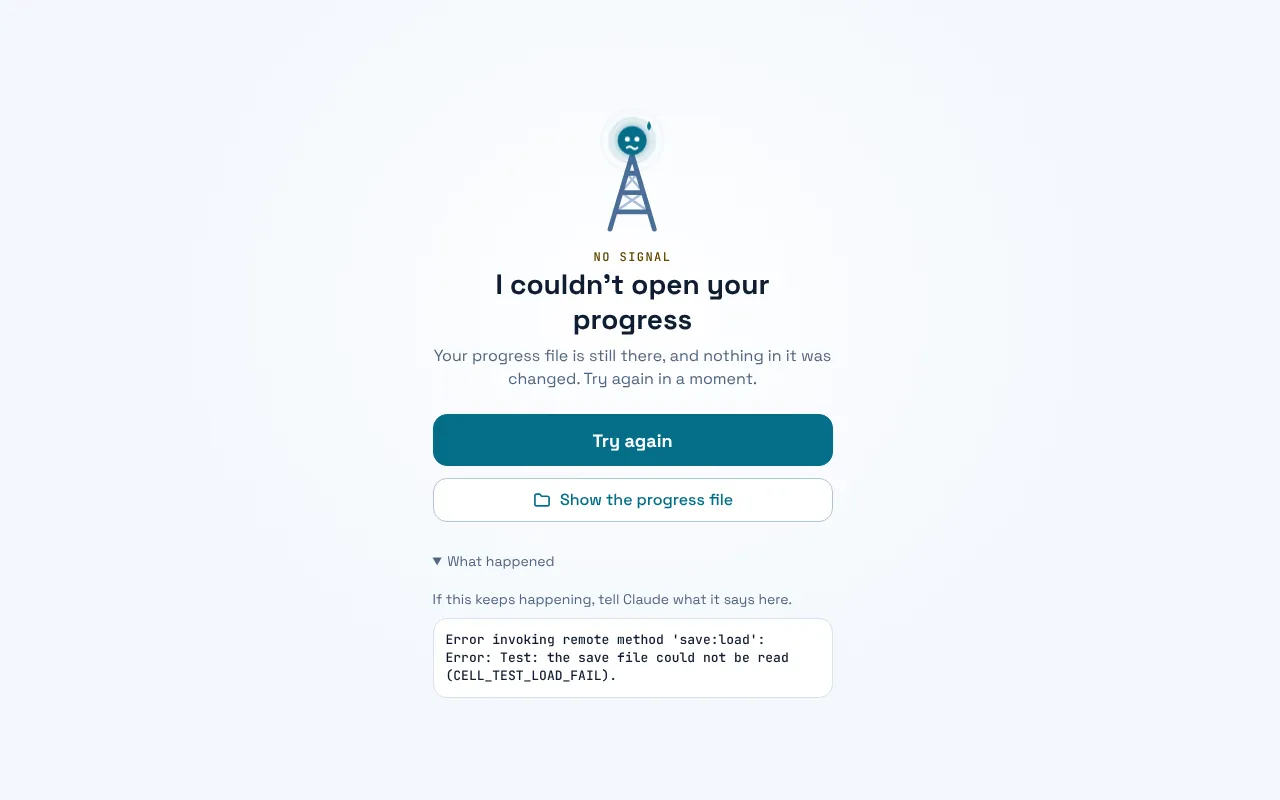 NO SIGNAL
I couldn’t open your
progress
Your progress file is still there, and nothing in it was
changed. Try again in a moment.
Try again
Show the progress file
What happened
If this keeps happening, tell Claude what it says here.
Error invoking remote method 'save:load':
Error: Test: the save file could not be read
(CELL_TEST_LOAD_FAIL).